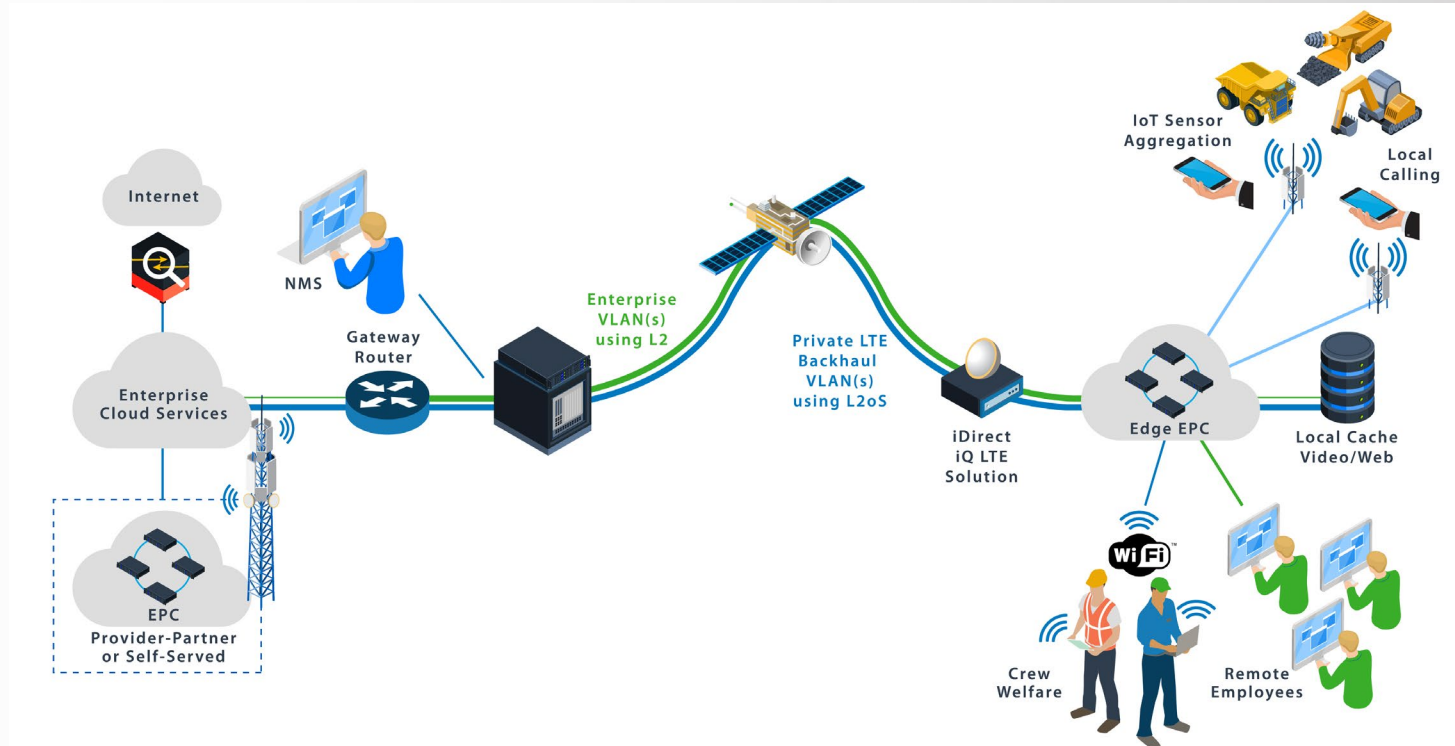 Internet
NMS
Gateway
Router
Enterprise
Cloud Services
EPC
Provider-Partner
or Self-Served
Enterprise
VLAN(s)
using L2
Private LTE
Backhaul
VLAN(s)
using L2oS
iDirect
iQ LTE
Solution
Edge EPC
IoT Sensor
Aggregation
Local
Calling
Local Cache
Video/Web
Wi Fi™
Crew
Welfare
Remote
Employees